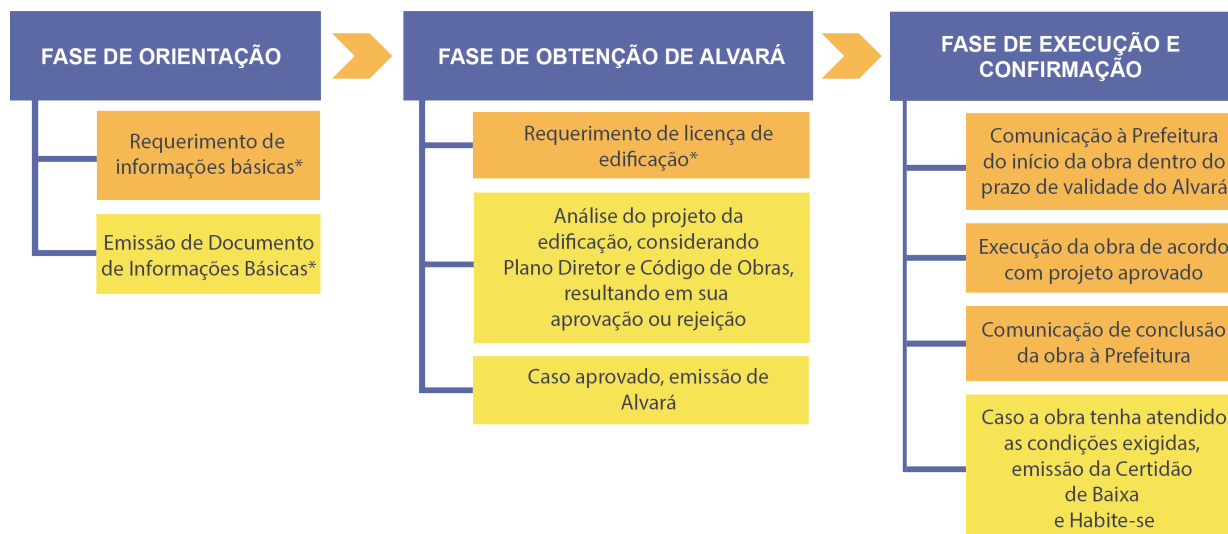 FASE DE ORIENTAÇÃO
Requerimento de
informações básicas*
Emissão de Documento
de Informações Básicas*
FASE DE OBTENÇÃO DE ALVARÁ
Requerimento de licença de
edificação*
Análise do projeto da
edificação, considerando
Plano Diretor e Código de Obras,
resultando em sua
aprovação ou rejeição
Caso aprovado, emissão de
Alvará
FASE DE EXECUÇÃO E
CONFIRMAÇÃO
Comunicação à Prefeitura
do início da obra dentro do
prazo de validade do Alvará
Execução da obra de acordo
com projeto aprovado
Comunicação de conclusão
da obra à Prefeitura
Caso a obra tenha atendido
as condições exigidas,
emissão da Certidão
de Baixa
e Habite-se